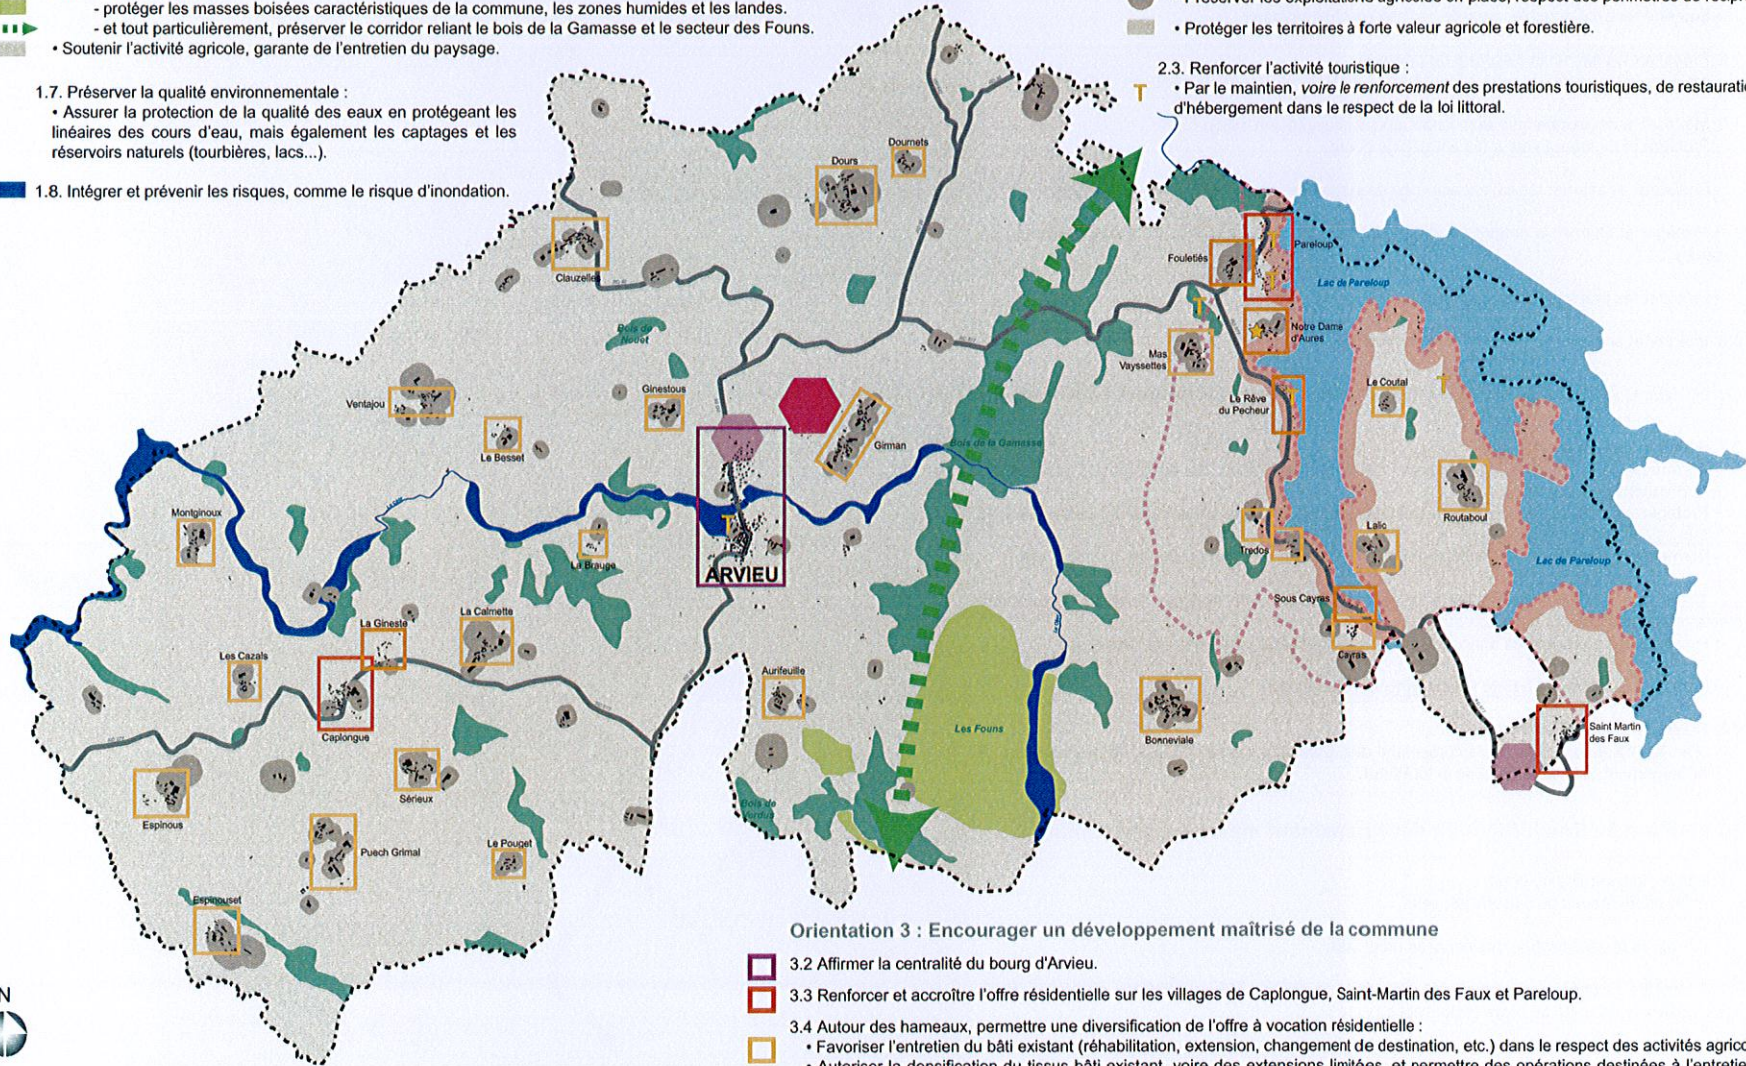 - protéger les masses boisées caractéristiques de la commune, les zones humides et les landes.
- et tout particulièrement, préserver le corridor reliant le bois de la Gamasse et le secteur des Founs.
• Soutenir l'activité agricole, garante de l'entretien du paysage.
1.7. Préserver la qualité environnementale :
• Assurer la protection de la qualité des eaux en protégeant les
linéaires des cours d'eau, mais également les captages et les
réservoirs naturels (tourbières, lacs...).
1.8. Intégrer et prévenir les risques, comme le risque d'inondation.
• Protéger les territoires à forte valeur agricole et forestière.
2.3. Renforcer l'activité touristique :
T
• Par le maintien, voire le renforcement des prestations touristiques, de
d'hébergement dans le respect de la loi littoral.
Dournets
Dours
Clauzelles
Fouletiès
Pareloup
Lac de Pareloup
Bois de
Nouet
Notre Dame
d'Aures
Mas
Vayssettes
Le Rêve
du Pecheur
Le Coutal
Ventajou
Ginestous
Girman
Le Besset
Bois de la Gamasse
Montginoux
La Brauge
ARVIEU
Tredos
Lalic
Routaboul
Lac de Pareloup
Sous Cayras
Cayras
La Calmette
La Gineste
Les Cazals
Caplongue
Aurifeuille
Les Founs
Bonneviale
Saint Martin
des Faux
Espinous
Sérieux
Puech Grimal
Le Pouget
Bois de
Verdus
Espinouset
N
Orientation 3 : Encourager un développement maîtrisé de la commune
3.2 Affirmer la centralité du bourg d'Arvieu.
3.3 Renforcer et accroître l'offre résidentielle sur les villages de Caplongue, Saint-Martin des Faux et Pareloup.
3.4 Autour des hameaux, permettre une diversification de l'offre à vocation résidentielle :
• Favoriser l'entretien du bâti existant (réhabilitation, extension, changement de destination, etc.) dans le respect des activités